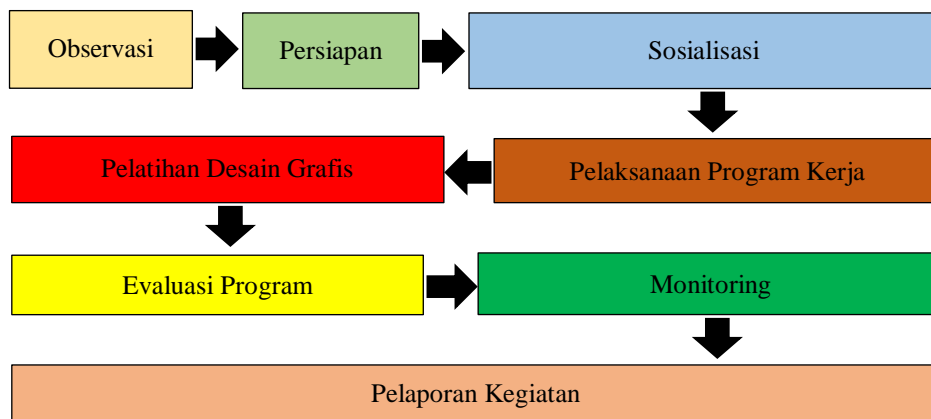 Observasi
Persiapan
Sosialisasi
Pelaksanaan Program Kerja
Pelatihan Desain Grafis
Evaluasi Program
Monitoring
Pelaporan Kegiatan